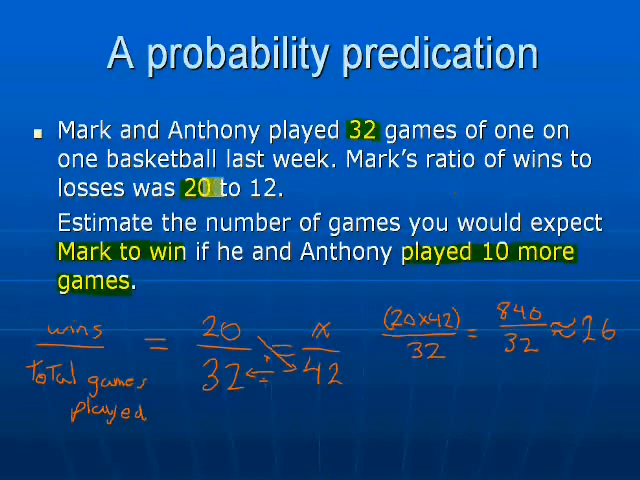 A probability predication
Mark and Anthony played 32 games of one on
one basketball last week. Mark's ratio of wins to
losses was 20 to 12.
Estimate the number of games you would expect
Mark to win if he and Anthony played 10 more
games.
wins / total games played = 20/32 = x/42
(20x42)/32 = 840/32 ≈ 26